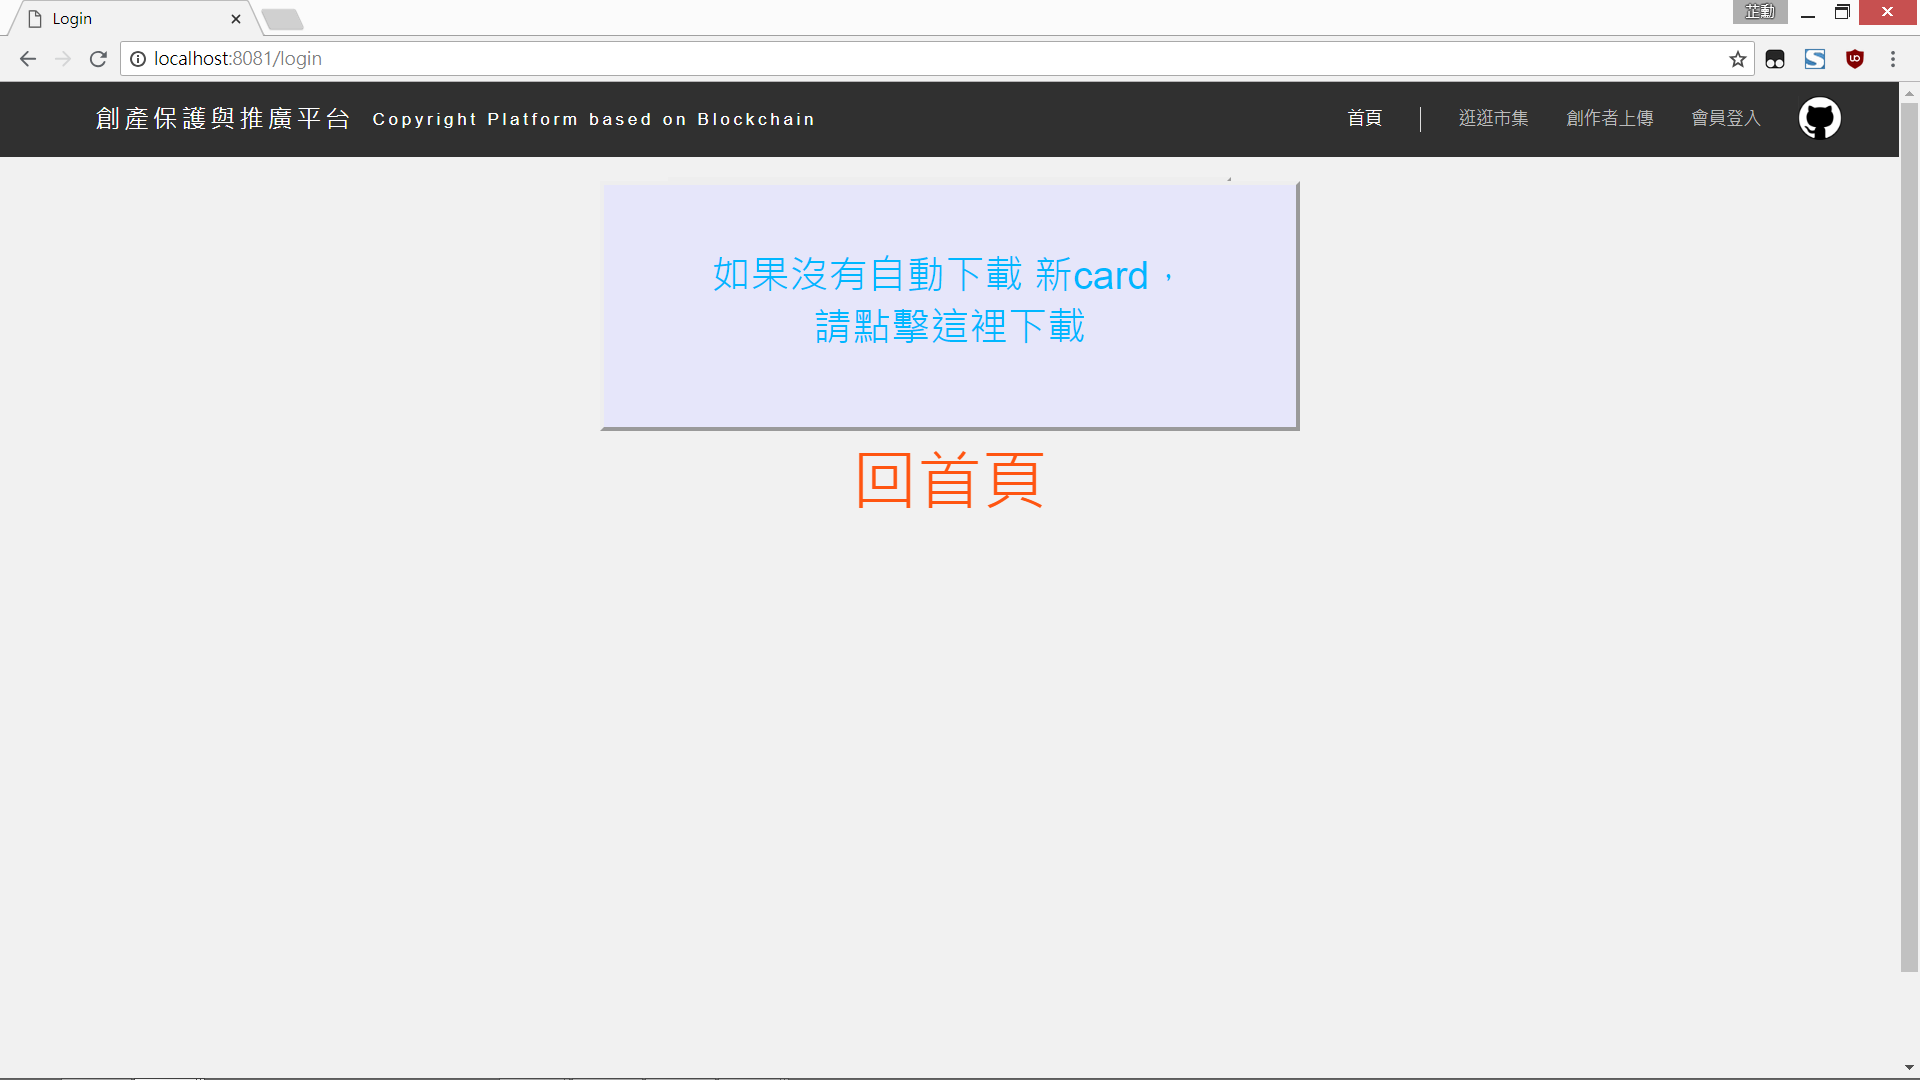 Login
芷勳
localhost:8081/login
創產保護與推廣平台 Copyright Platform based on Blockchain
首頁 逛逛市集 創作者上傳 會員登入
如果沒有自動下載 新card，
請點擊這裡下載
回首頁